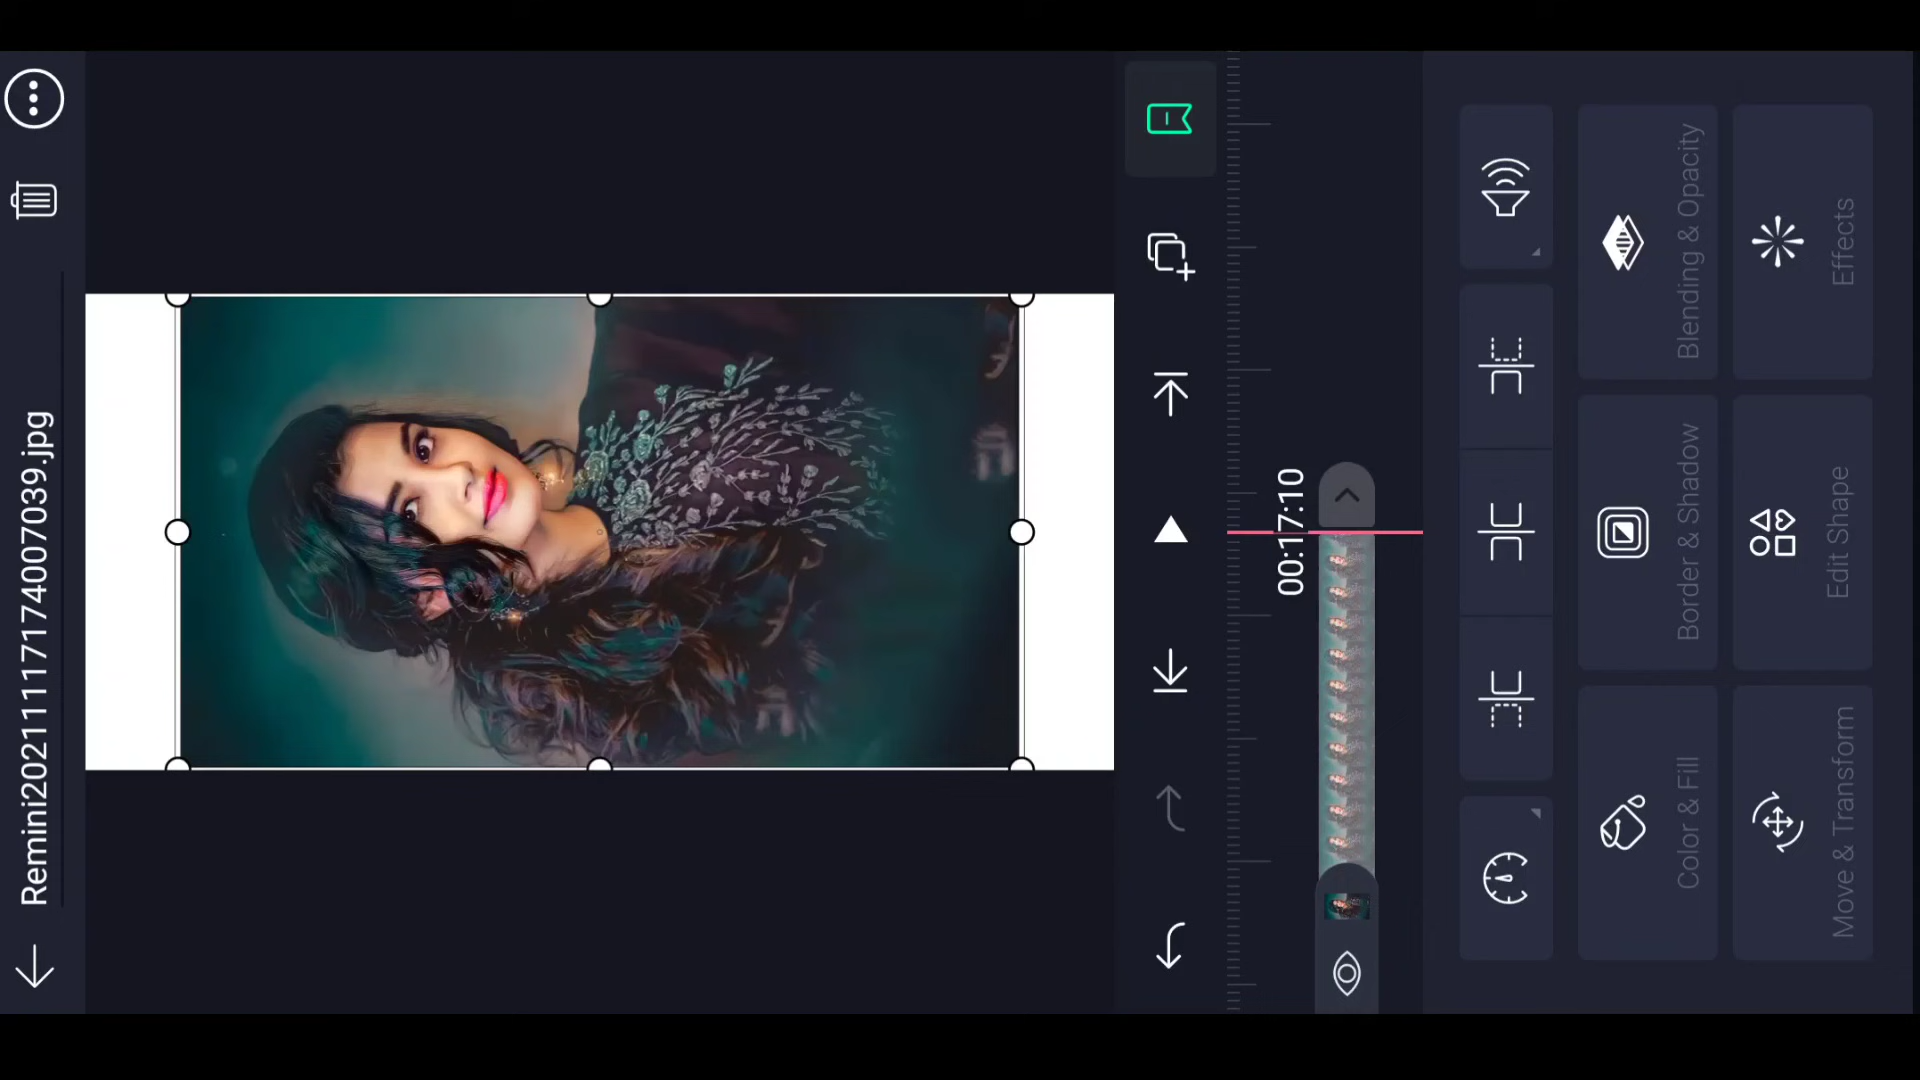 Remini20211117174007039.jpg
00:17:10
Move & Transform
Edit Shape
Effects
Color & Fill
Border & Shadow
Blending & Opacity